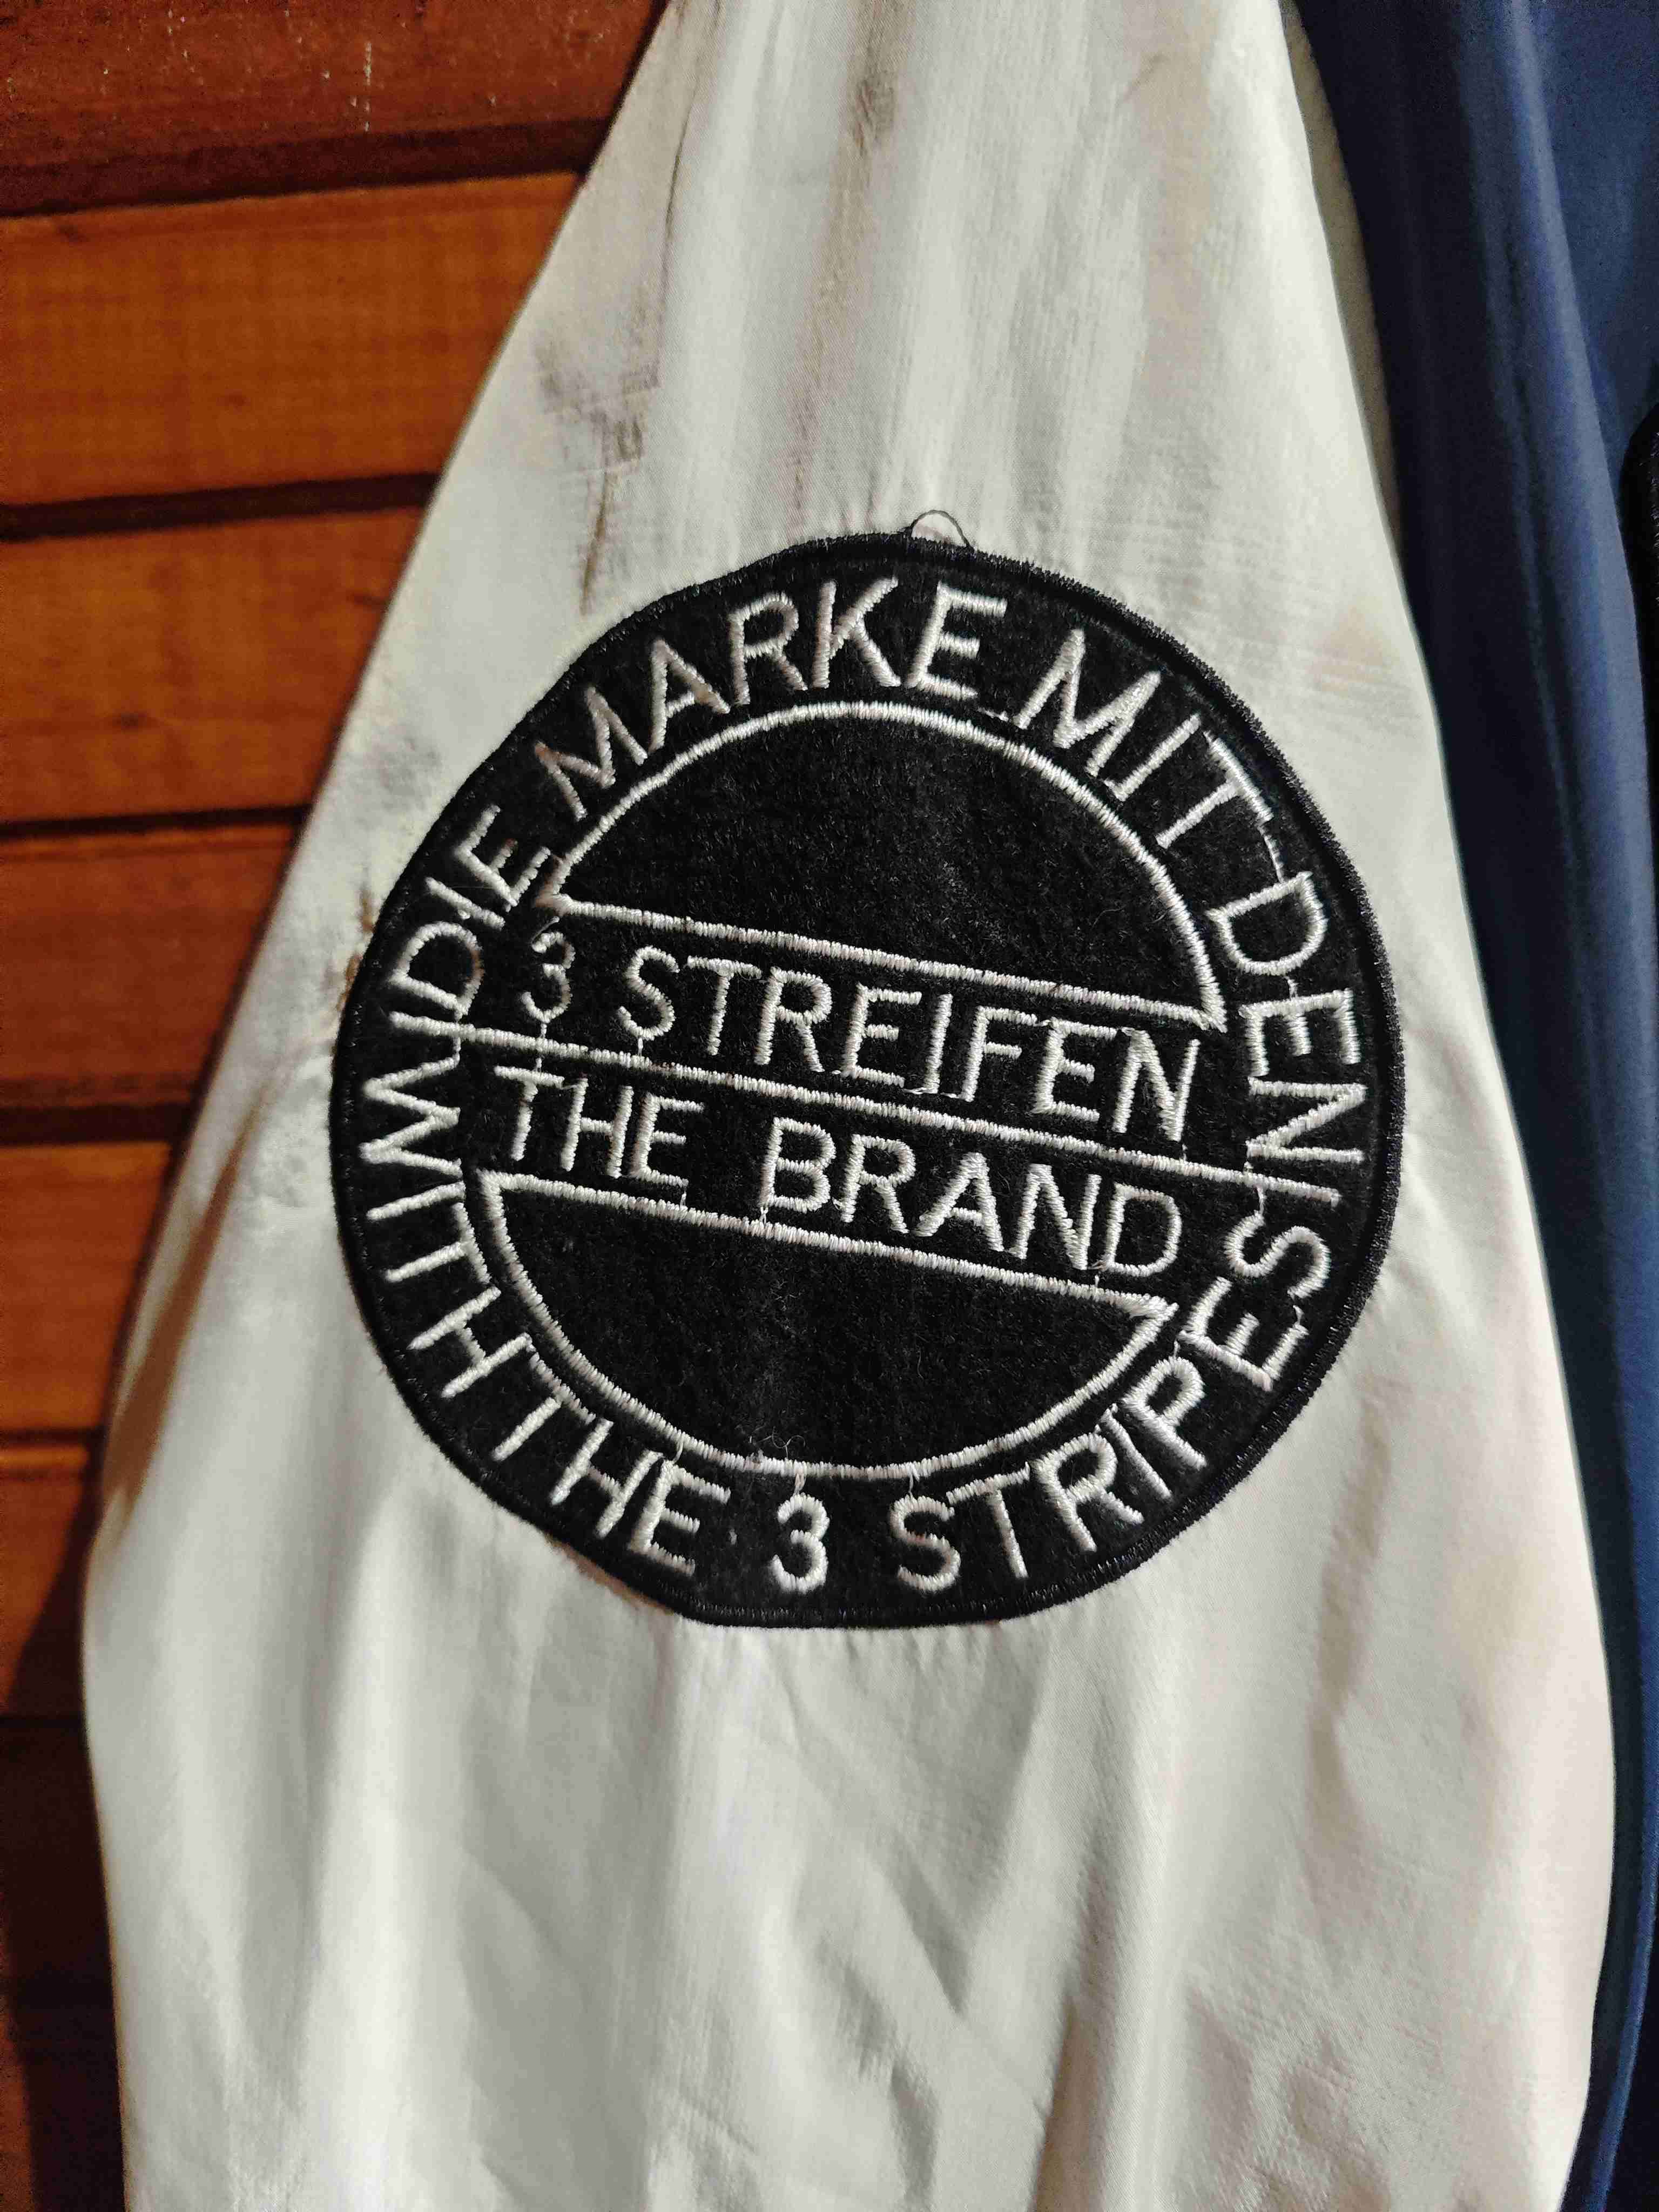 DIE MARKE MIT DEN
3 STREIFEN
THE BRAND
WITH THE 3 STRIPES